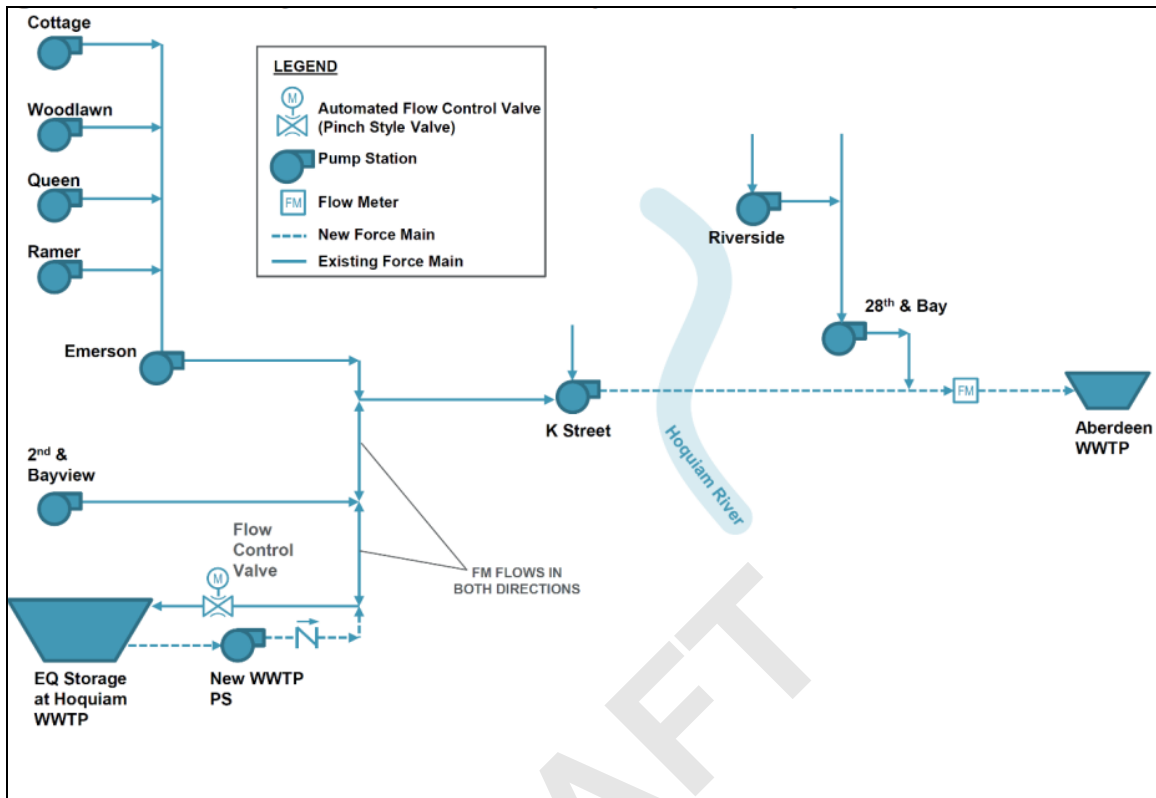 Cottage
Woodlawn
Queen
Ramer
Emerson
2nd &
Bayview
Flow
Control
Valve
M
EQ Storage
at Hoquiam
WWTP
New WWTP
PS
LEGEND
M
Automated Flow Control Valve
(Pinch Style Valve)
Pump Station
FM
Flow Meter
New Force Main
Existing Force Main
FM FLOWS IN
BOTH DIRECTIONS
K Street
Hoquiam River
Riverside
28th & Bay
FM
Aberdeen
WWTP